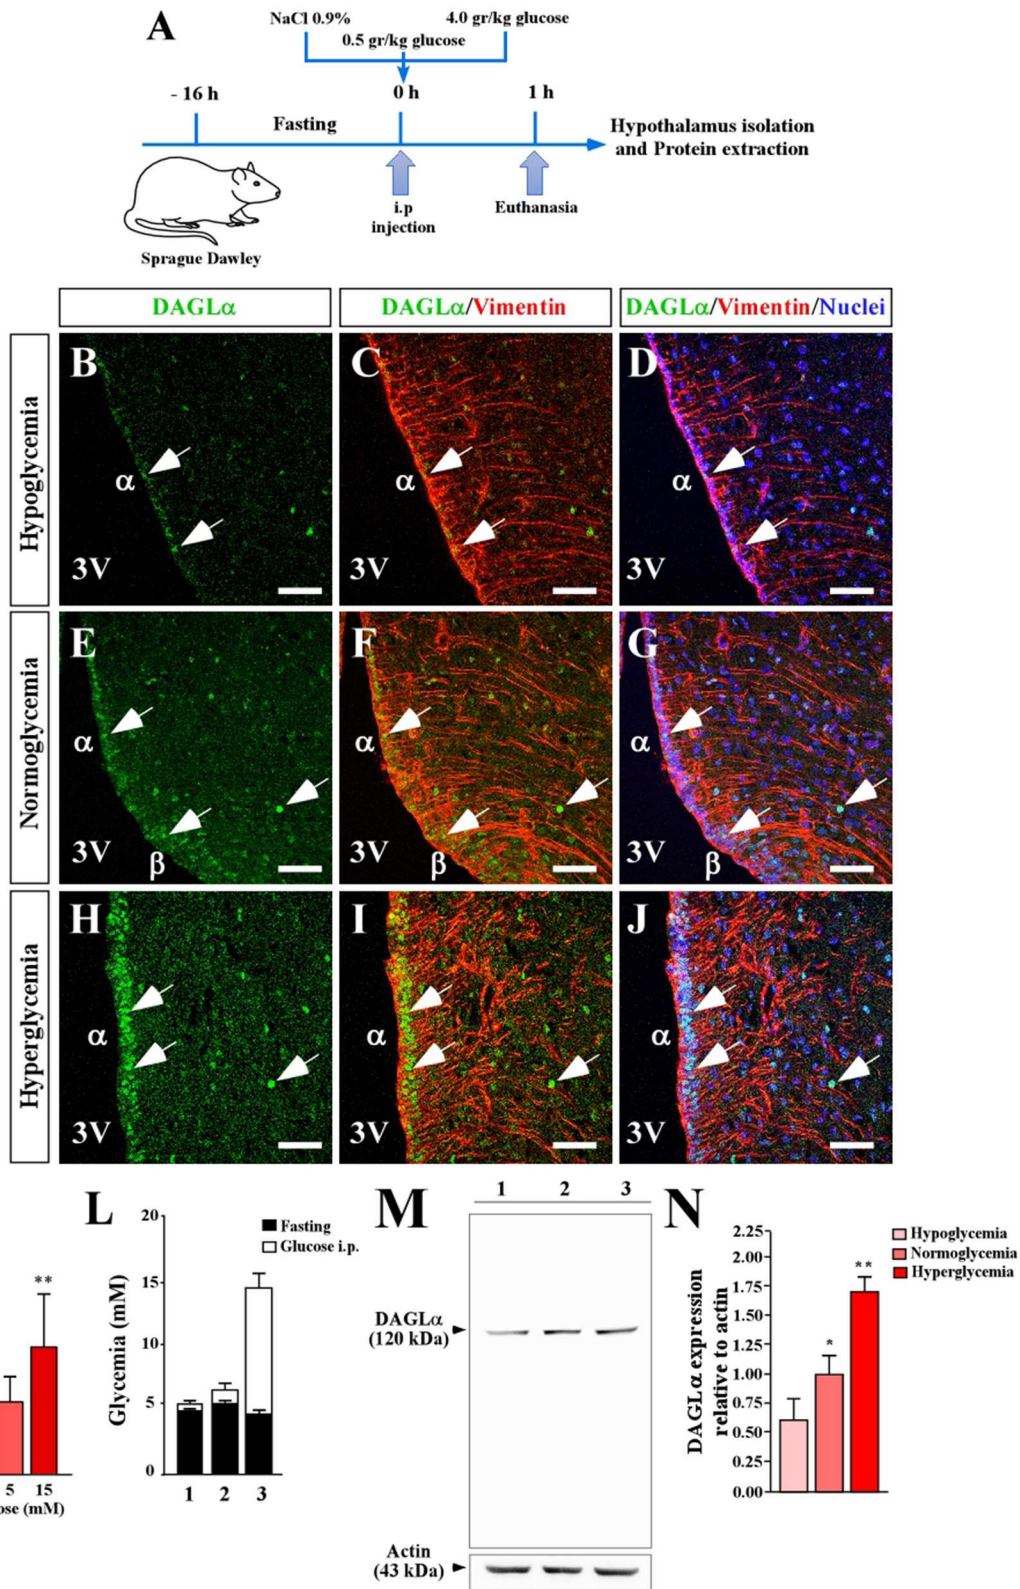 A
NaCl 0.9%
4.0 gr/kg glucose
0.5 gr/kg glucose
- 16 h
0 h
1 h
Fasting
Hypothalamus isolation
and Protein extraction
i.p
injection
Euthanasia
Sprague Dawley
DAGLα
DAGLα/Vimentin
DAGLα/Vimentin/Nuclei
Hypoglycemia
B
α
3V
C
α
3V
D
α
3V
Normoglycemia
E
α
β
3V
F
α
β
3V
G
α
β
3V
Hyperglycemia
H
α
3V
I
α
3V
J
α
3V
**
5
15
ose (mM)
L
Glycemia (mM)
20
15
10
5
0
Fasting
Glucose i.p.
1
2
3
M
1
2
3
DAGLα
(120 kDa)
Actin
(43 kDa)
N
DAGLα expression
relative to actin
2.25
2.00
1.75
1.50
1.25
1.00
0.75
0.50
0.25
0.00
*
**
Hypoglycemia
Normoglycemia
Hyperglycemia